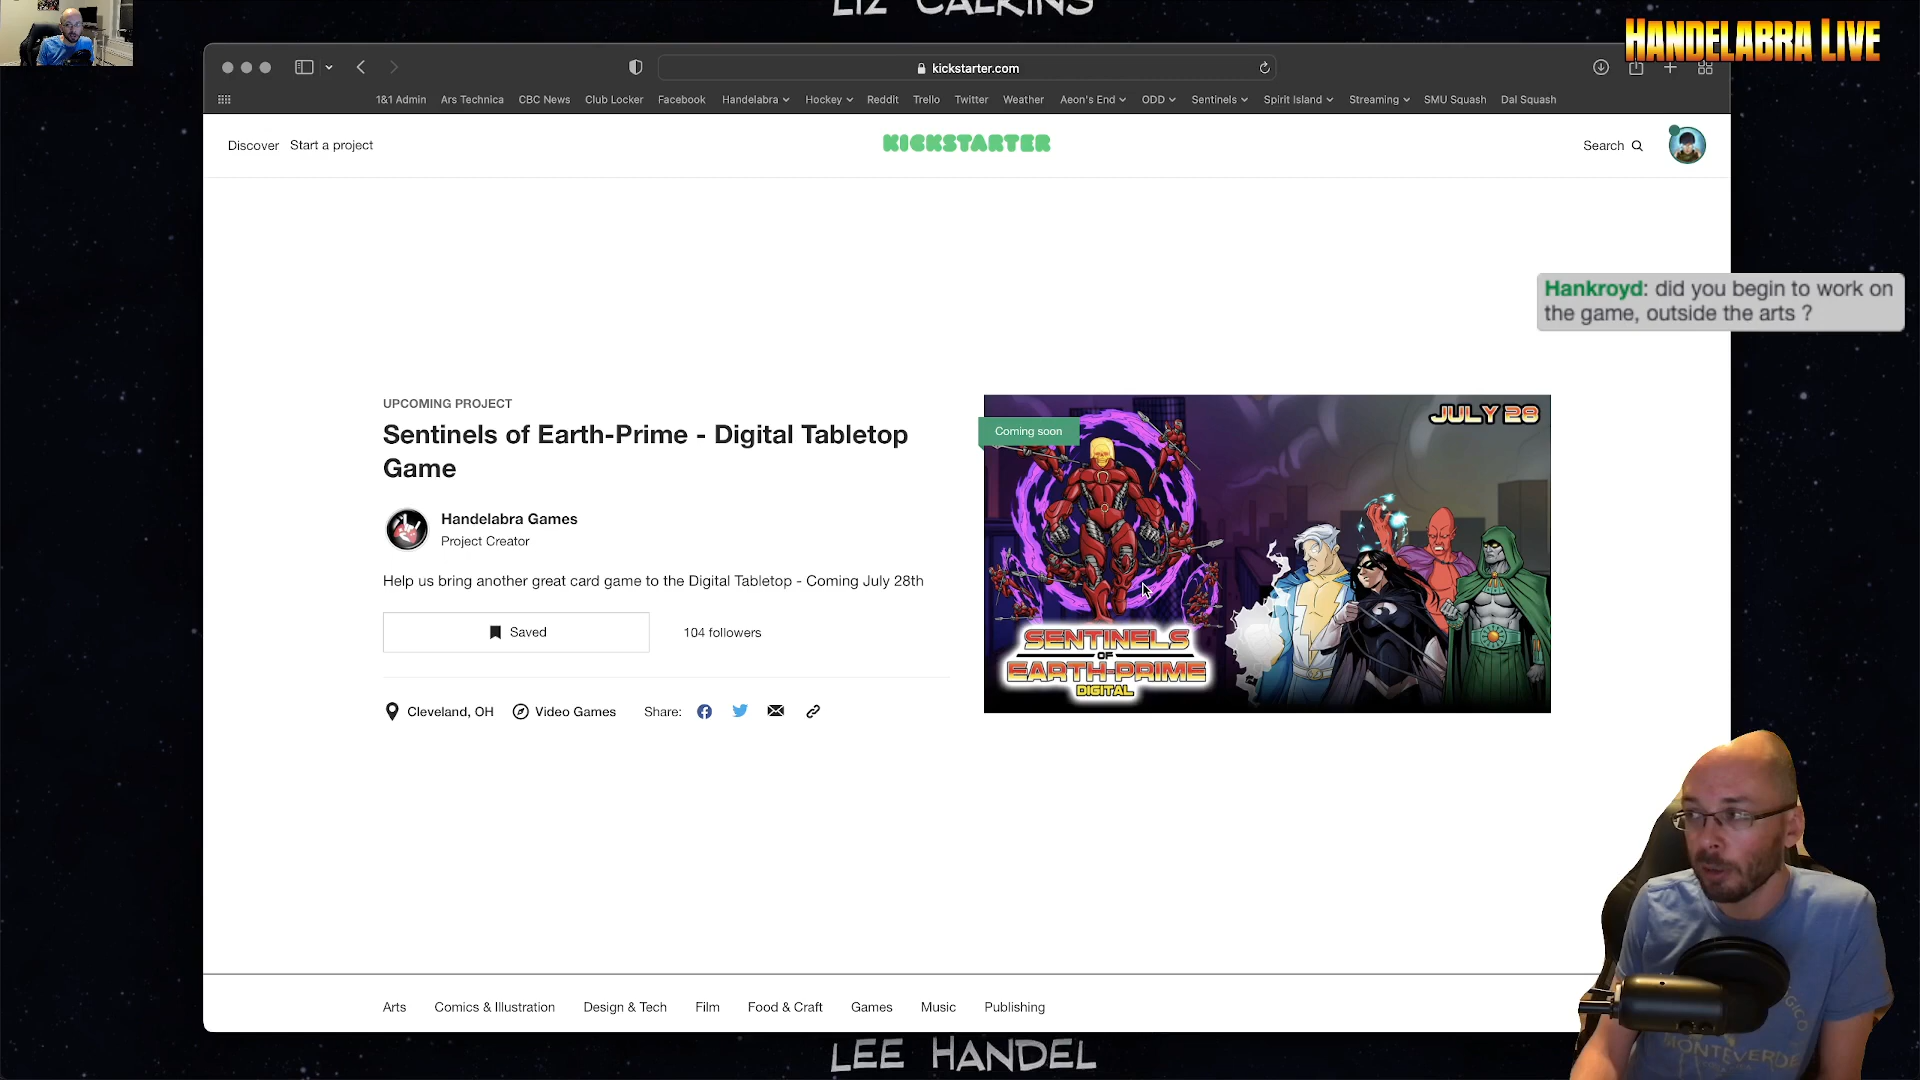 LIZ CALKINS
HANDELABRA LIVE
kickstarter.com
1&1 Admin Ars Technica CBC News Club Locker Facebook Handelabra Hockey Reddit Trello Twitter Weather Aeon's End ODD Sentinels Spirit Island Streaming SMU Squash Dal Squash
Discover Start a project KICKSTARTER Search
Hankroyd: did you begin to work on
the game, outside the arts ?
UPCOMING PROJECT
Sentinels of Earth-Prime - Digital Tabletop
Game
Handelabra Games
Project Creator
Help us bring another great card game to the Digital Tabletop - Coming July 28th
Saved 104 followers
Cleveland, OH Video Games Share:
JULY 28
Coming soon
SENTINELS
OF
EARTH-PRIME
DIGITAL
Arts Comics & Illustration Design & Tech Film Food & Craft Games Music Publishing
MONTEVERDE
LEE HANDEL